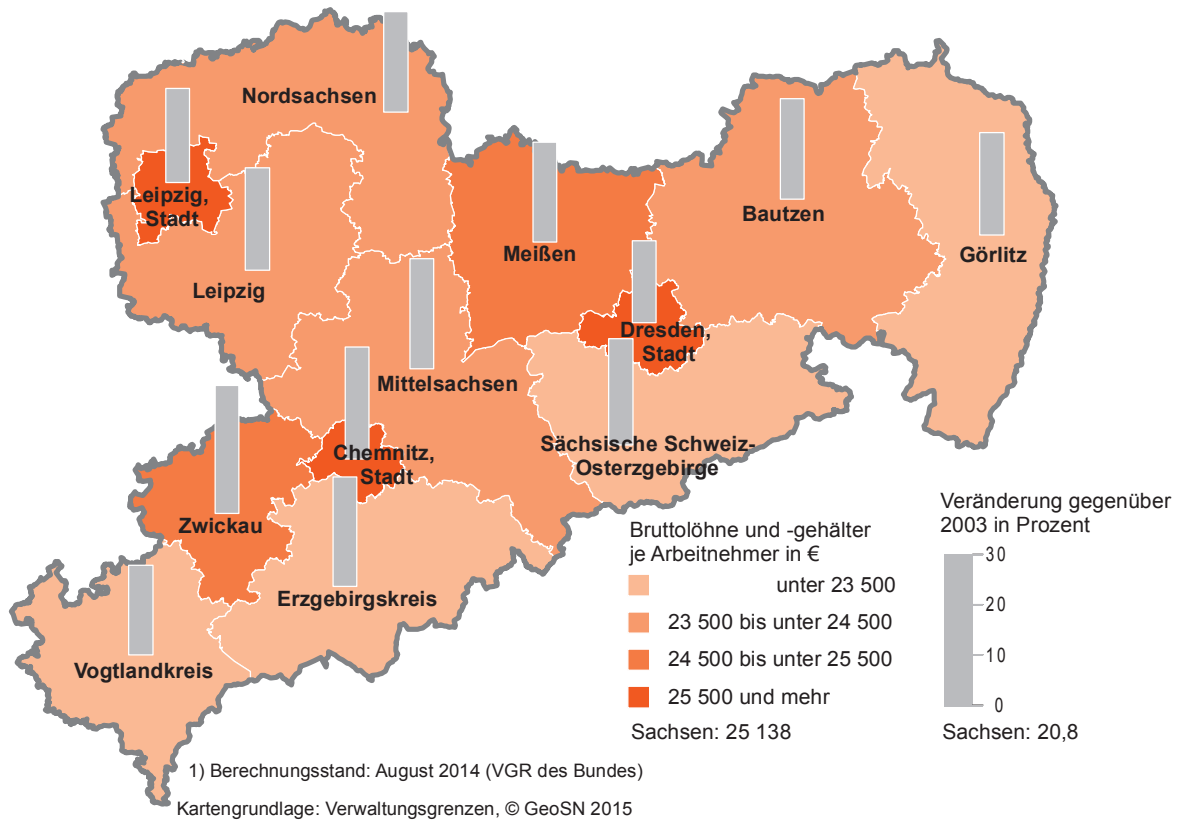 Nordsachsen
Leipzig,
Stadt
Leipzig
Meißen
Bautzen
Görlitz
Dresden,
Stadt
Mittelsachsen
Sächsische Schweiz-
Osterzgebirge
Chemnitz,
Stadt
Zwickau
Erzgebirgskreis
Vogtlandkreis
Bruttolöhne und -gehälter
je Arbeitnehmer in €
unter 23 500
23 500 bis unter 24 500
24 500 bis unter 25 500
25 500 und mehr
Sachsen: 25 138
Veränderung gegenüber
2003 in Prozent
30
20
10
0
Sachsen: 20,8
1) Berechnungsstand: August 2014 (VGR des Bundes)
Kartengrundlage: Verwaltungsgrenzen, © GeoSN 2015